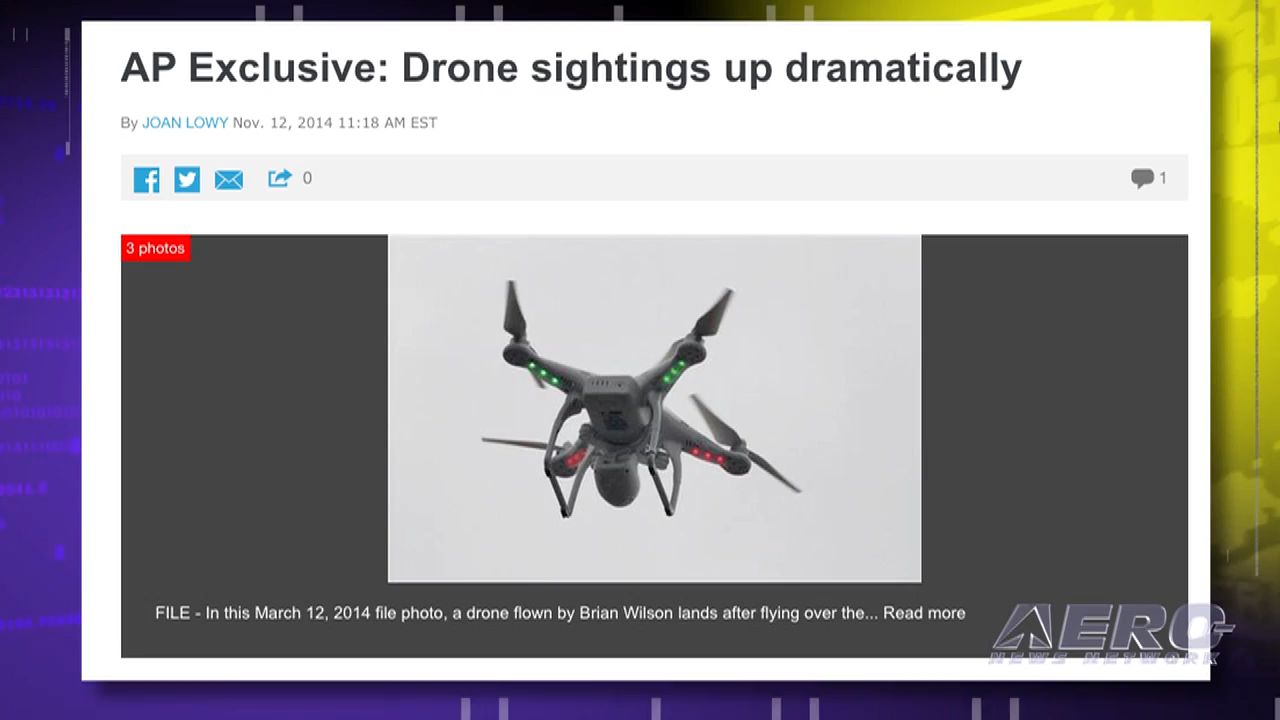 AP Exclusive: Drone sightings up dramatically
By JOAN LOWY Nov. 12, 2014 11:18 AM EST
0
1
3 photos
FILE - In this March 12, 2014 file photo, a drone flown by Brian Wilson lands after flying over the... Read more
AERO
NEWS NETWORK